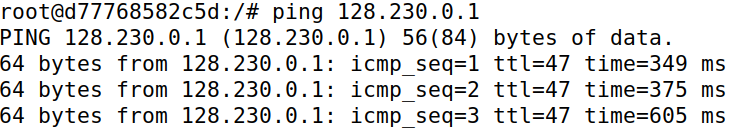 root@d77768582c5d:/# ping 128.230.0.1
PING 128.230.0.1 (128.230.0.1) 56(84) bytes of data.
64 bytes from 128.230.0.1: icmp_seq=1 ttl=47 time=349 ms
64 bytes from 128.230.0.1: icmp_seq=2 ttl=47 time=375 ms
64 bytes from 128.230.0.1: icmp_seq=3 ttl=47 time=605 ms